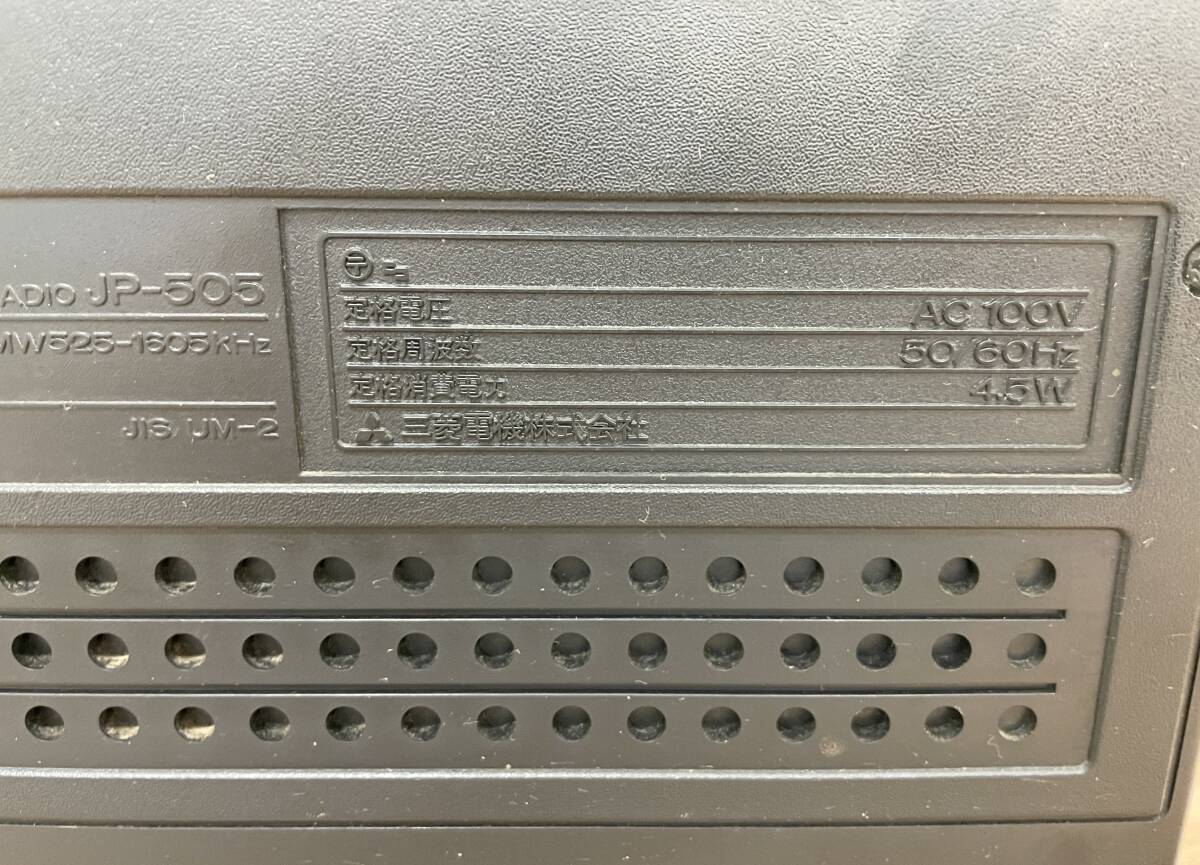 ADIO JP-505
MW525-1605kHz
JIS/UM-2
〒
定格電圧 AC 100V
定格周波数 50/60Hz
定格消費電力 4.5W
三菱電機株式会社